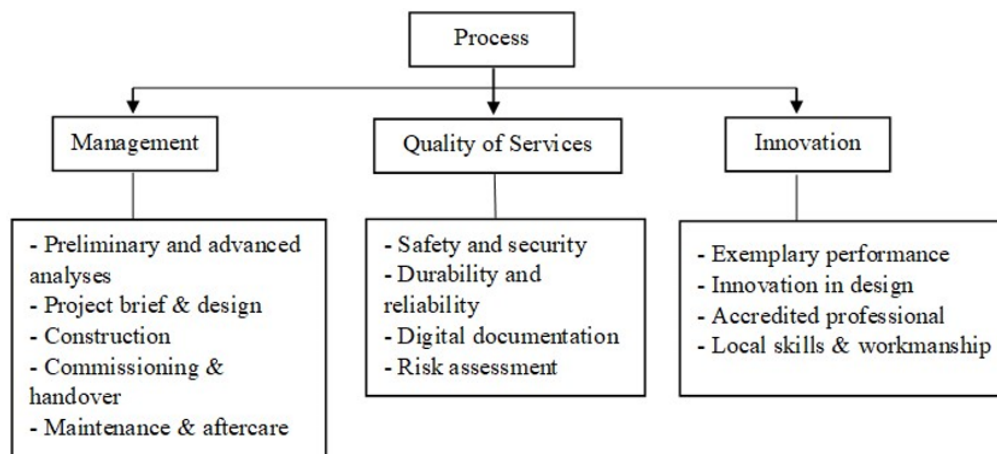 Process
Management
Quality of Services
Innovation
- Preliminary and advanced
analyses
- Project brief & design
- Construction
- Commissioning &
handover
- Maintenance & aftercare
- Safety and security
- Durability and
reliability
- Digital documentation
- Risk assessment
- Exemplary performance
- Innovation in design
- Accredited professional
- Local skills & workmanship